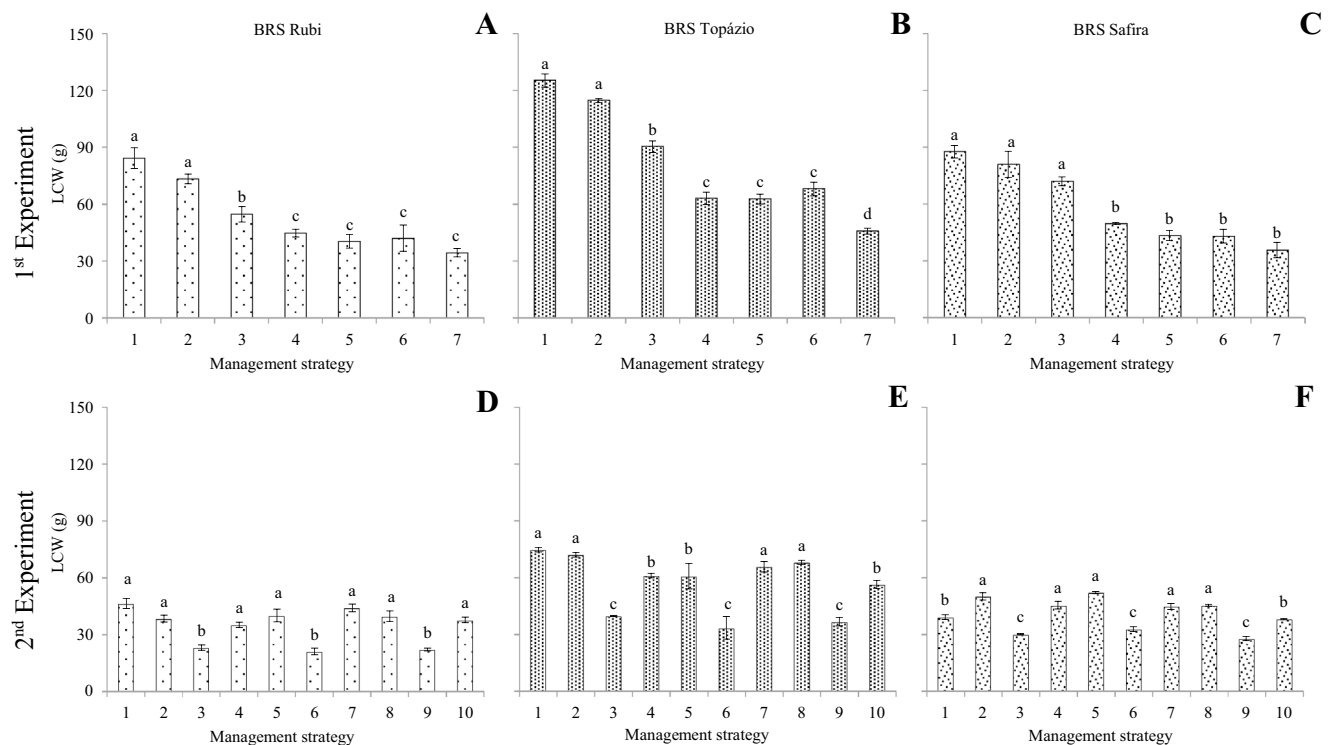 BRS Rubi A
BRS Topázio B
BRS Safira C
1st Experiment
LCW (g)
150
120
90
60
30
0
a a b c c c c
1 2 3 4 5 6 7
Management strategy
a a b c c c d
1 2 3 4 5 6 7
Management strategy
a a a b b b b
1 2 3 4 5 6 7
Management strategy
D
E
F
2nd Experiment
LCW (g)
150
120
90
60
30
0
a a b a a b a a b a
1 2 3 4 5 6 7 8 9 10
Management strategy
a a c b b c a a c b
1 2 3 4 5 6 7 8 9 10
Management strategy
b a c a a c a a c b
1 2 3 4 5 6 7 8 9 10
Management strategy